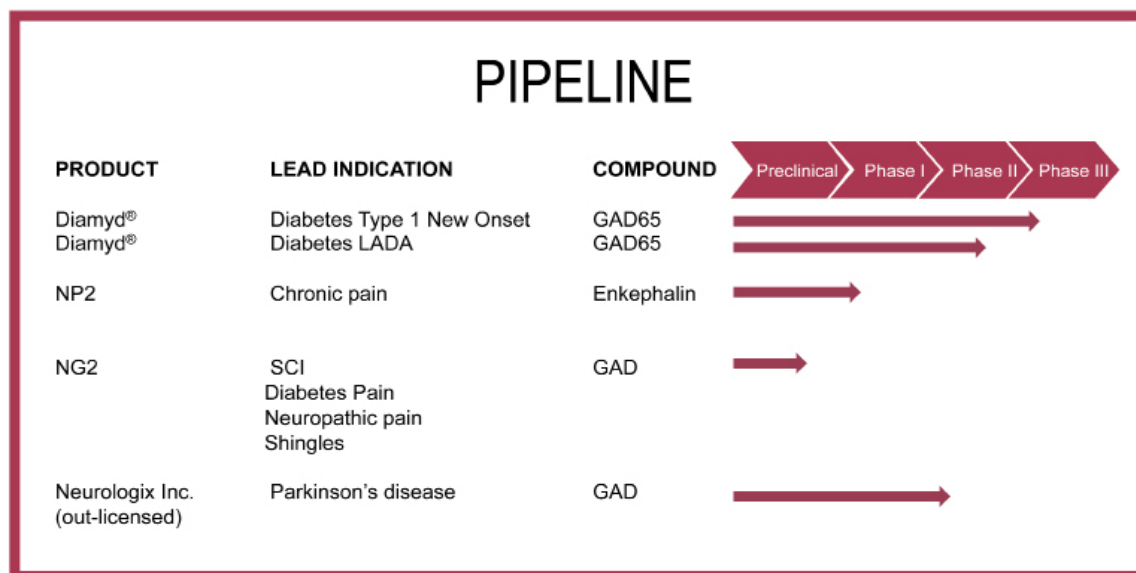 PIPELINE
PRODUCT LEAD INDICATION COMPOUND Preclinical Phase I Phase II Phase III
Diamyd® Diabetes Type 1 New Onset GAD65
Diamyd® Diabetes LADA GAD65
NP2 Chronic pain Enkephalin
NG2 SCI GAD
Diabetes Pain
Neuropathic pain
Shingles
Neurologix Inc. Parkinson’s disease GAD
(out-licensed)